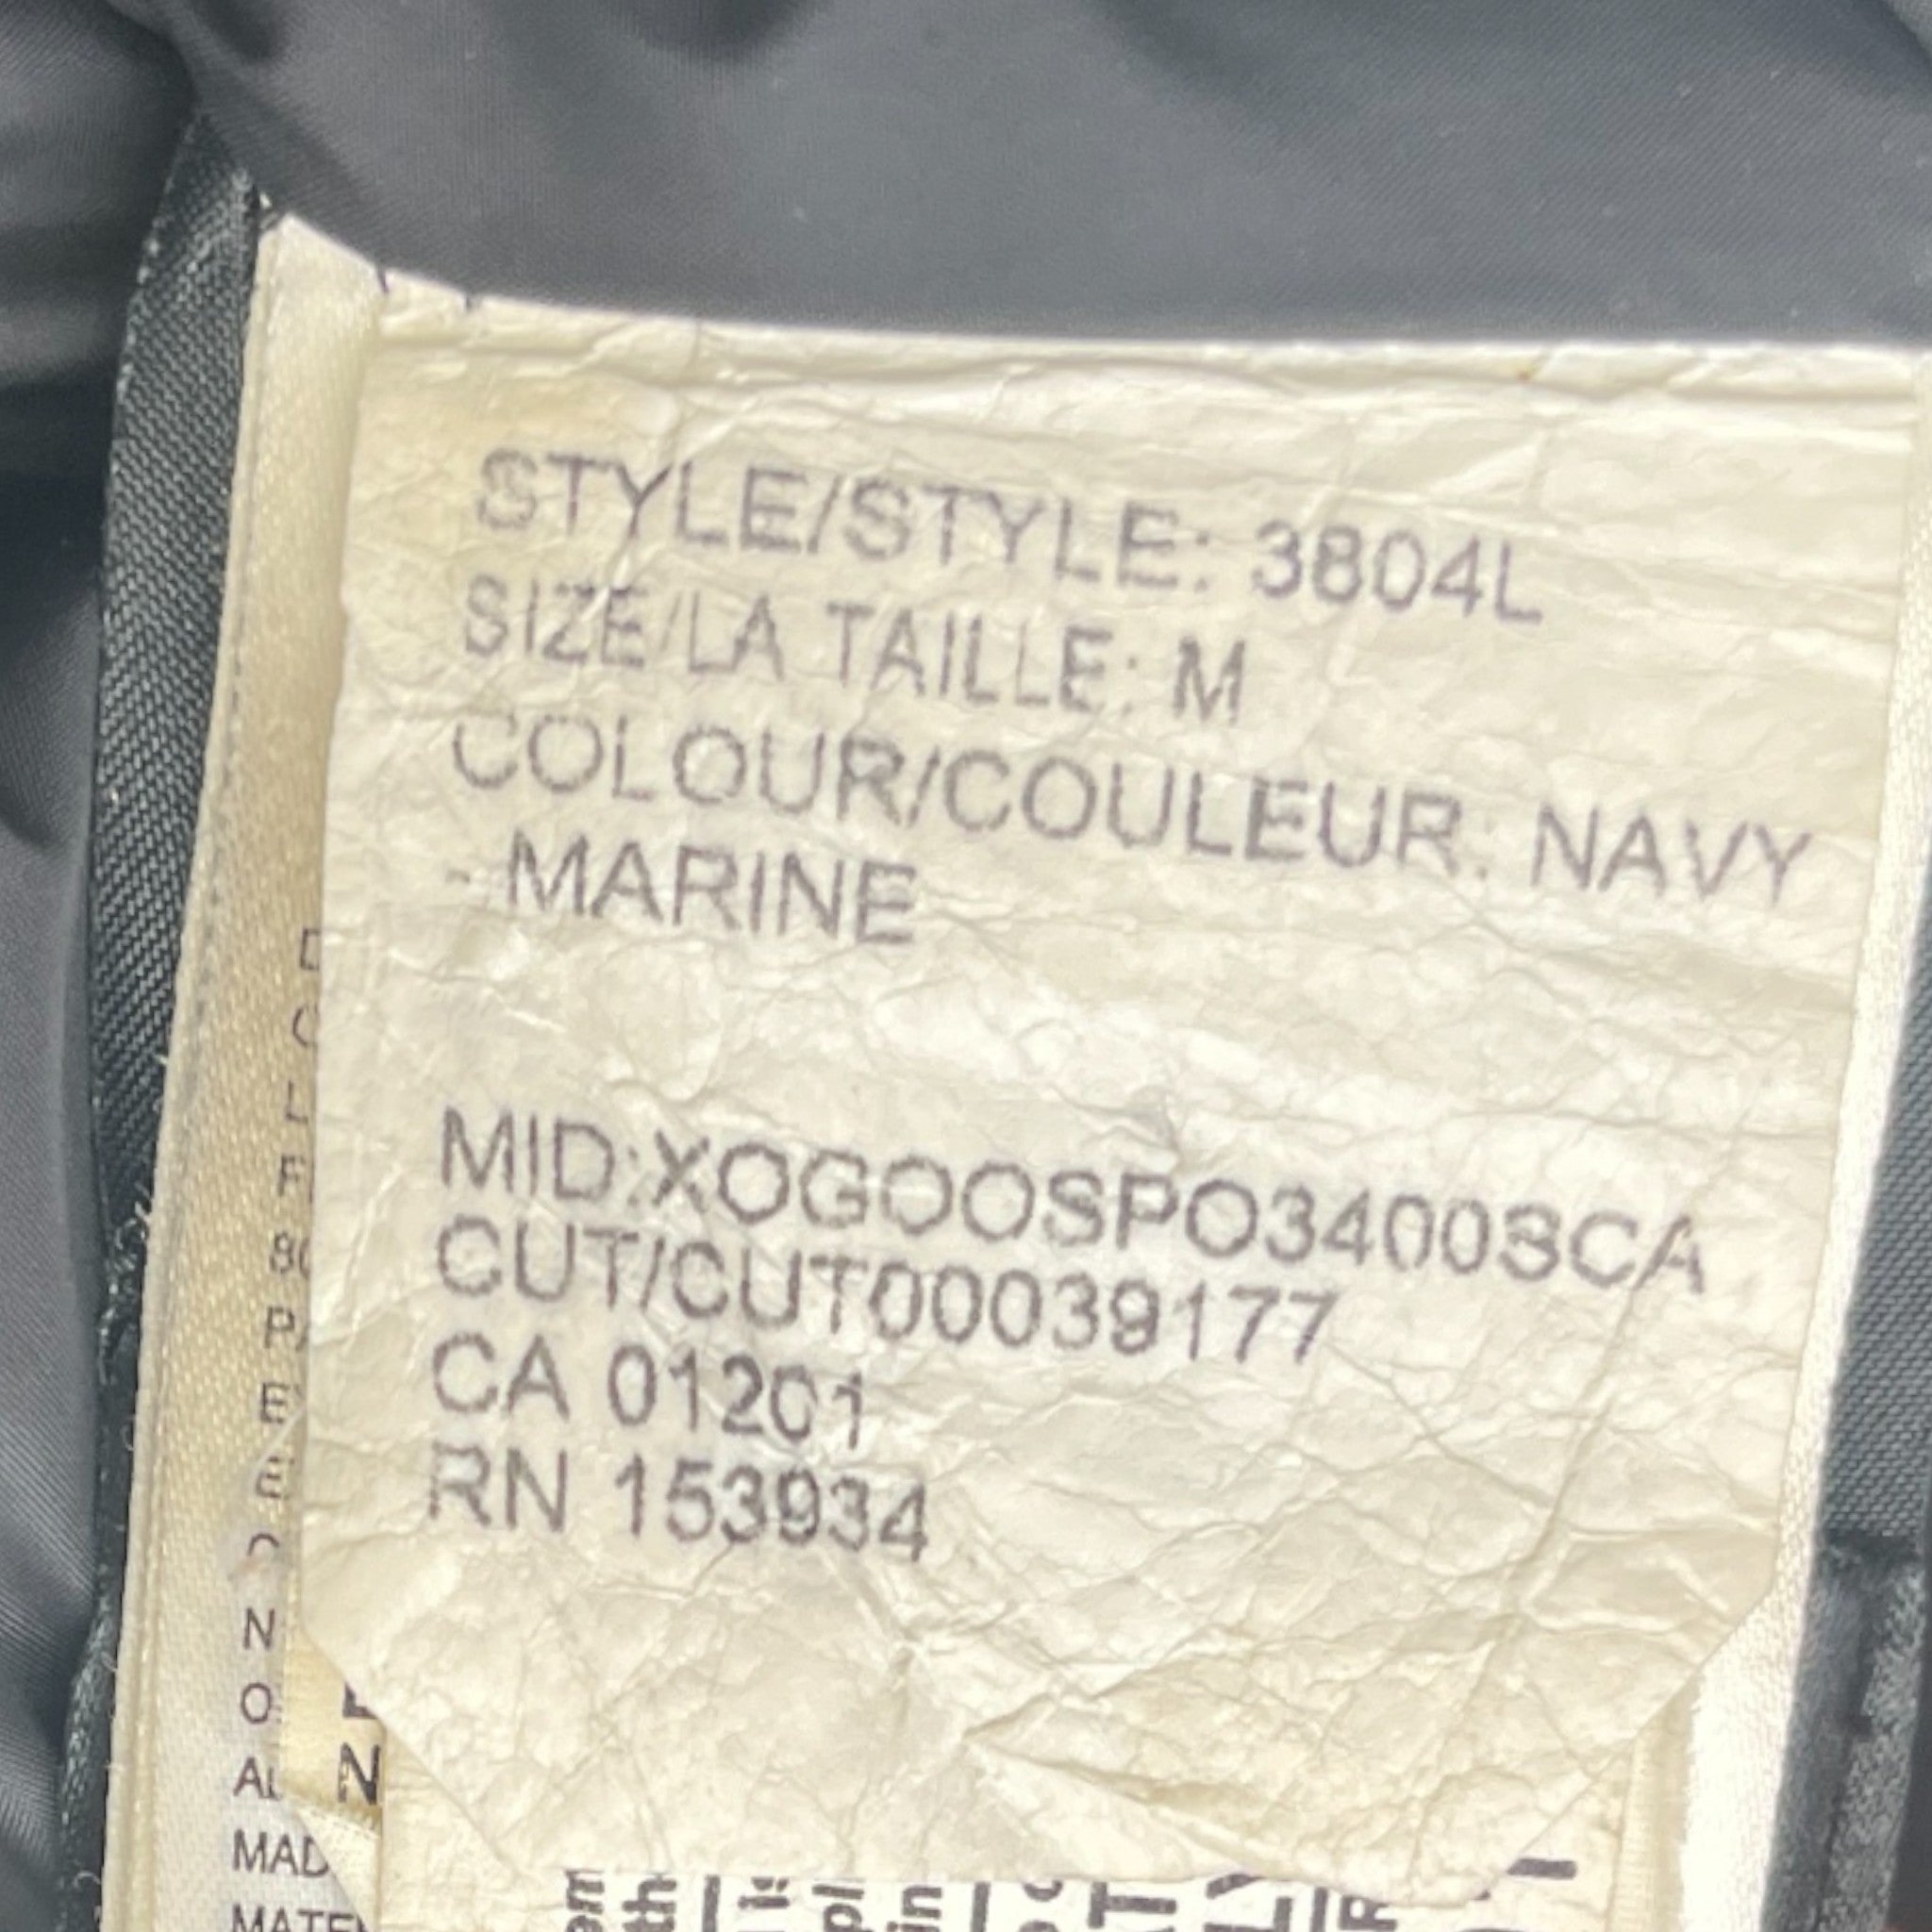 STYLE/STYLE: 3804L
SIZE/LA TAILLE: M
COLOUR/COULEUR: NAVY
- MARINE
MID:XOGOOSPO3400SCA
CUT/CUT00039177
CA 01201
RN 153934